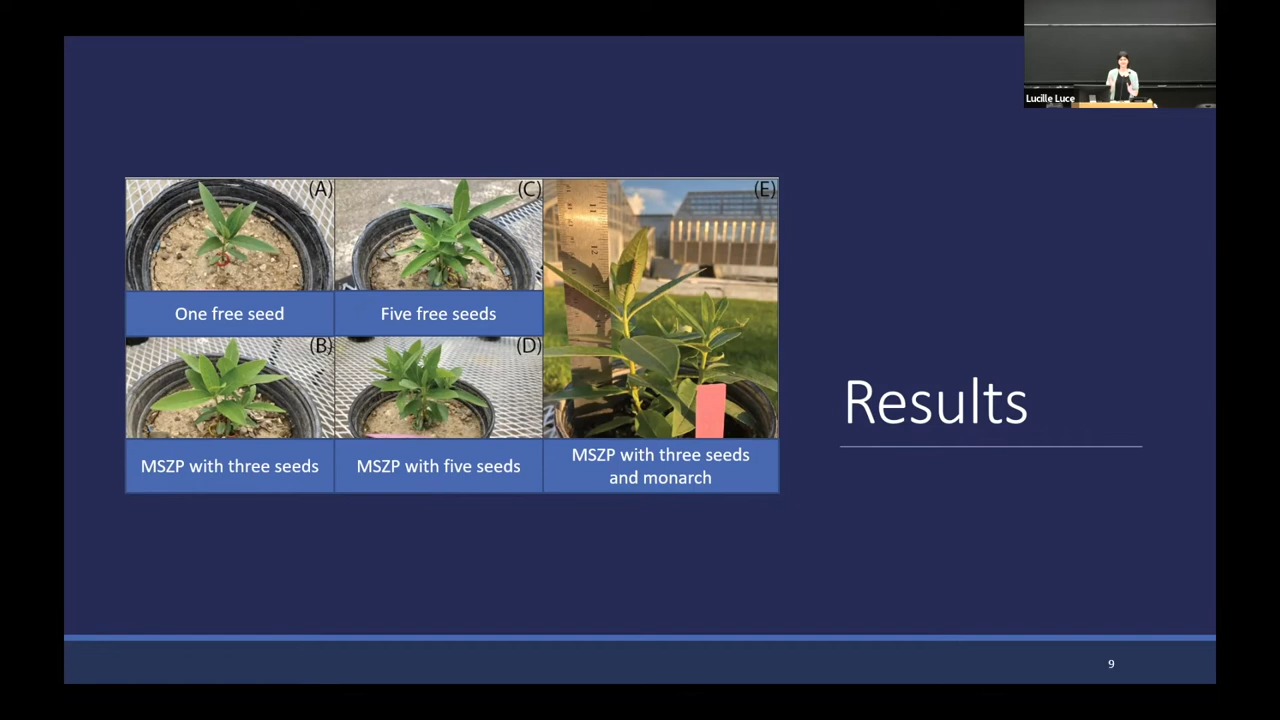 Lucille Luce
(A)
(C)
(E)
One free seed
Five free seeds
(B)
(D)
MSZP with three seeds
MSZP with five seeds
MSZP with three seeds
and monarch
Results
9